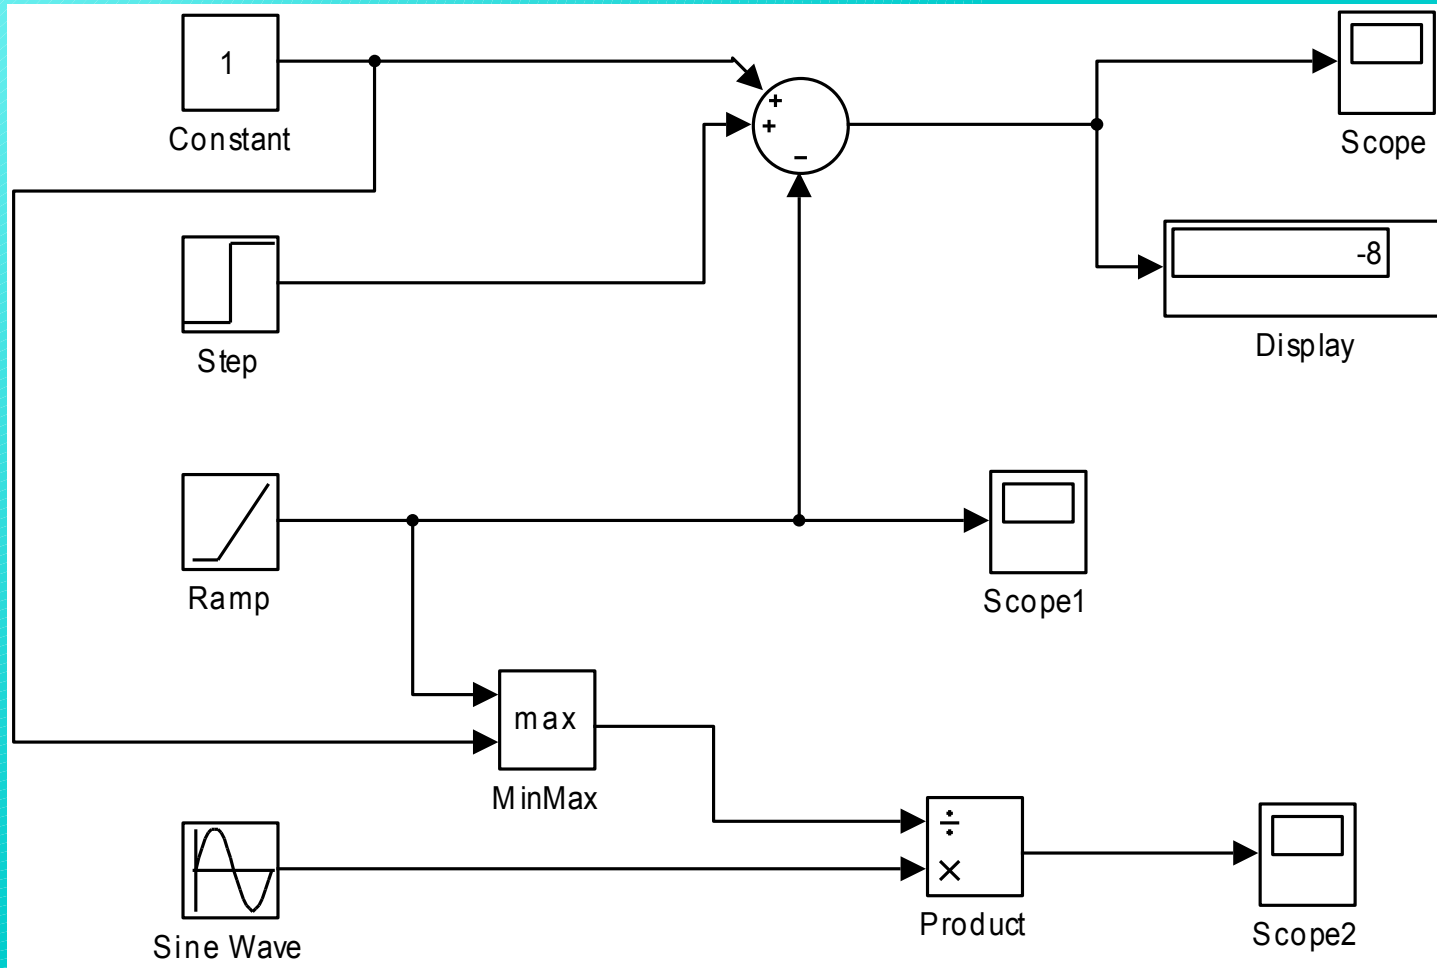 1
Constant
+
+
−
Scope
-8
Display
Step
Ramp
Scope1
max
MinMax
÷
×
Product
Sine Wave
Scope2